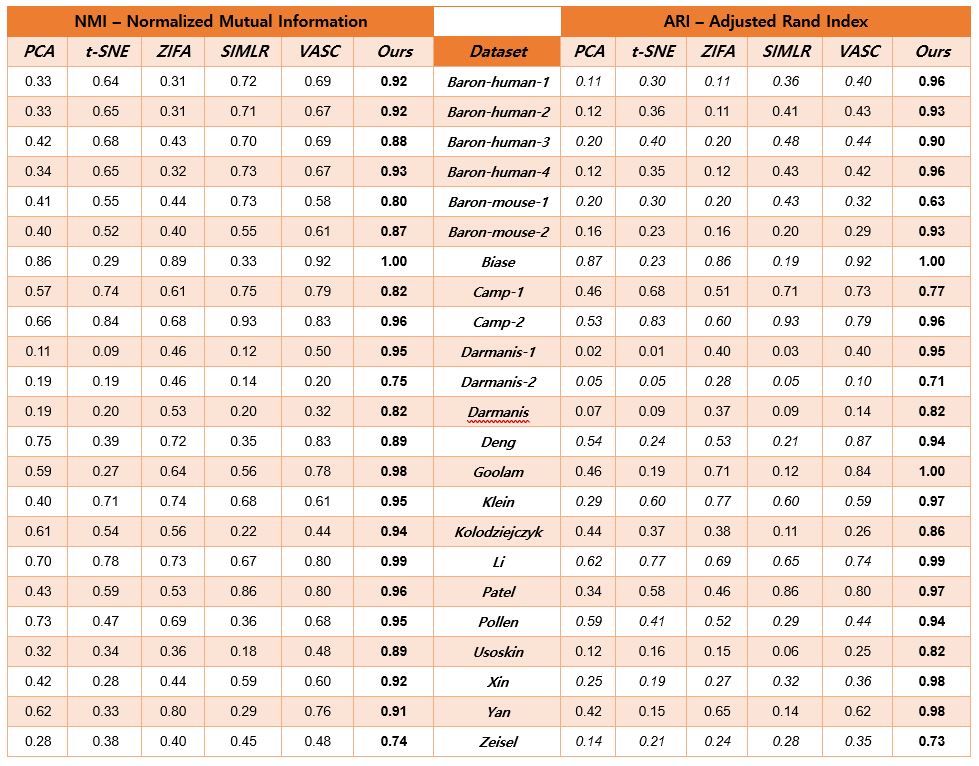 NMI – Normalized Mutual Information ARI – Adjusted Rand Index
PCA t-SNE ZIFA SIMLR VASC Ours Dataset PCA t-SNE ZIFA SIMLR VASC Ours
0.33 0.64 0.31 0.72 0.69 0.92 Baron-human-1 0.11 0.30 0.11 0.36 0.40 0.96
0.33 0.65 0.31 0.71 0.67 0.92 Baron-human-2 0.12 0.36 0.11 0.41 0.43 0.93
0.42 0.68 0.43 0.70 0.69 0.88 Baron-human-3 0.20 0.40 0.20 0.48 0.44 0.90
0.34 0.65 0.32 0.73 0.67 0.93 Baron-human-4 0.12 0.35 0.12 0.43 0.42 0.96
0.41 0.55 0.44 0.73 0.58 0.80 Baron-mouse-1 0.20 0.30 0.20 0.43 0.32 0.63
0.40 0.52 0.40 0.55 0.61 0.87 Baron-mouse-2 0.16 0.23 0.16 0.20 0.29 0.93
0.86 0.29 0.89 0.33 0.92 1.00 Biase 0.87 0.23 0.86 0.19 0.92 1.00
0.57 0.74 0.61 0.75 0.79 0.82 Camp-1 0.46 0.68 0.51 0.71 0.73 0.77
0.66 0.84 0.68 0.93 0.83 0.96 Camp-2 0.53 0.83 0.60 0.93 0.79 0.96
0.11 0.09 0.46 0.12 0.50 0.95 Darmanis-1 0.02 0.01 0.40 0.03 0.40 0.95
0.19 0.19 0.46 0.14 0.20 0.75 Darmanis-2 0.05 0.05 0.28 0.05 0.10 0.71
0.19 0.20 0.53 0.20 0.32 0.82 Darmanis 0.07 0.09 0.37 0.09 0.14 0.82
0.75 0.39 0.72 0.35 0.83 0.89 Deng 0.54 0.24 0.53 0.21 0.87 0.94
0.59 0.27 0.64 0.56 0.78 0.98 Goolam 0.46 0.19 0.71 0.12 0.84 1.00
0.40 0.71 0.74 0.68 0.61 0.95 Klein 0.29 0.60 0.77 0.60 0.59 0.97
0.61 0.54 0.56 0.22 0.44 0.94 Kolodziejczyk 0.44 0.37 0.38 0.11 0.26 0.86
0.70 0.78 0.73 0.67 0.80 0.99 Li 0.62 0.77 0.69 0.65 0.74 0.99
0.43 0.59 0.53 0.86 0.80 0.96 Patel 0.34 0.58 0.46 0.86 0.80 0.97
0.73 0.47 0.69 0.36 0.68 0.95 Pollen 0.59 0.41 0.52 0.29 0.44 0.94
0.32 0.34 0.36 0.18 0.48 0.89 Usoskin 0.12 0.16 0.15 0.06 0.25 0.82
0.42 0.28 0.44 0.59 0.60 0.92 Xin 0.25 0.19 0.27 0.32 0.36 0.98
0.62 0.33 0.80 0.29 0.76 0.91 Yan 0.42 0.15 0.65 0.14 0.62 0.98
0.28 0.38 0.40 0.45 0.48 0.74 Zeisel 0.14 0.21 0.24 0.28 0.35 0.73